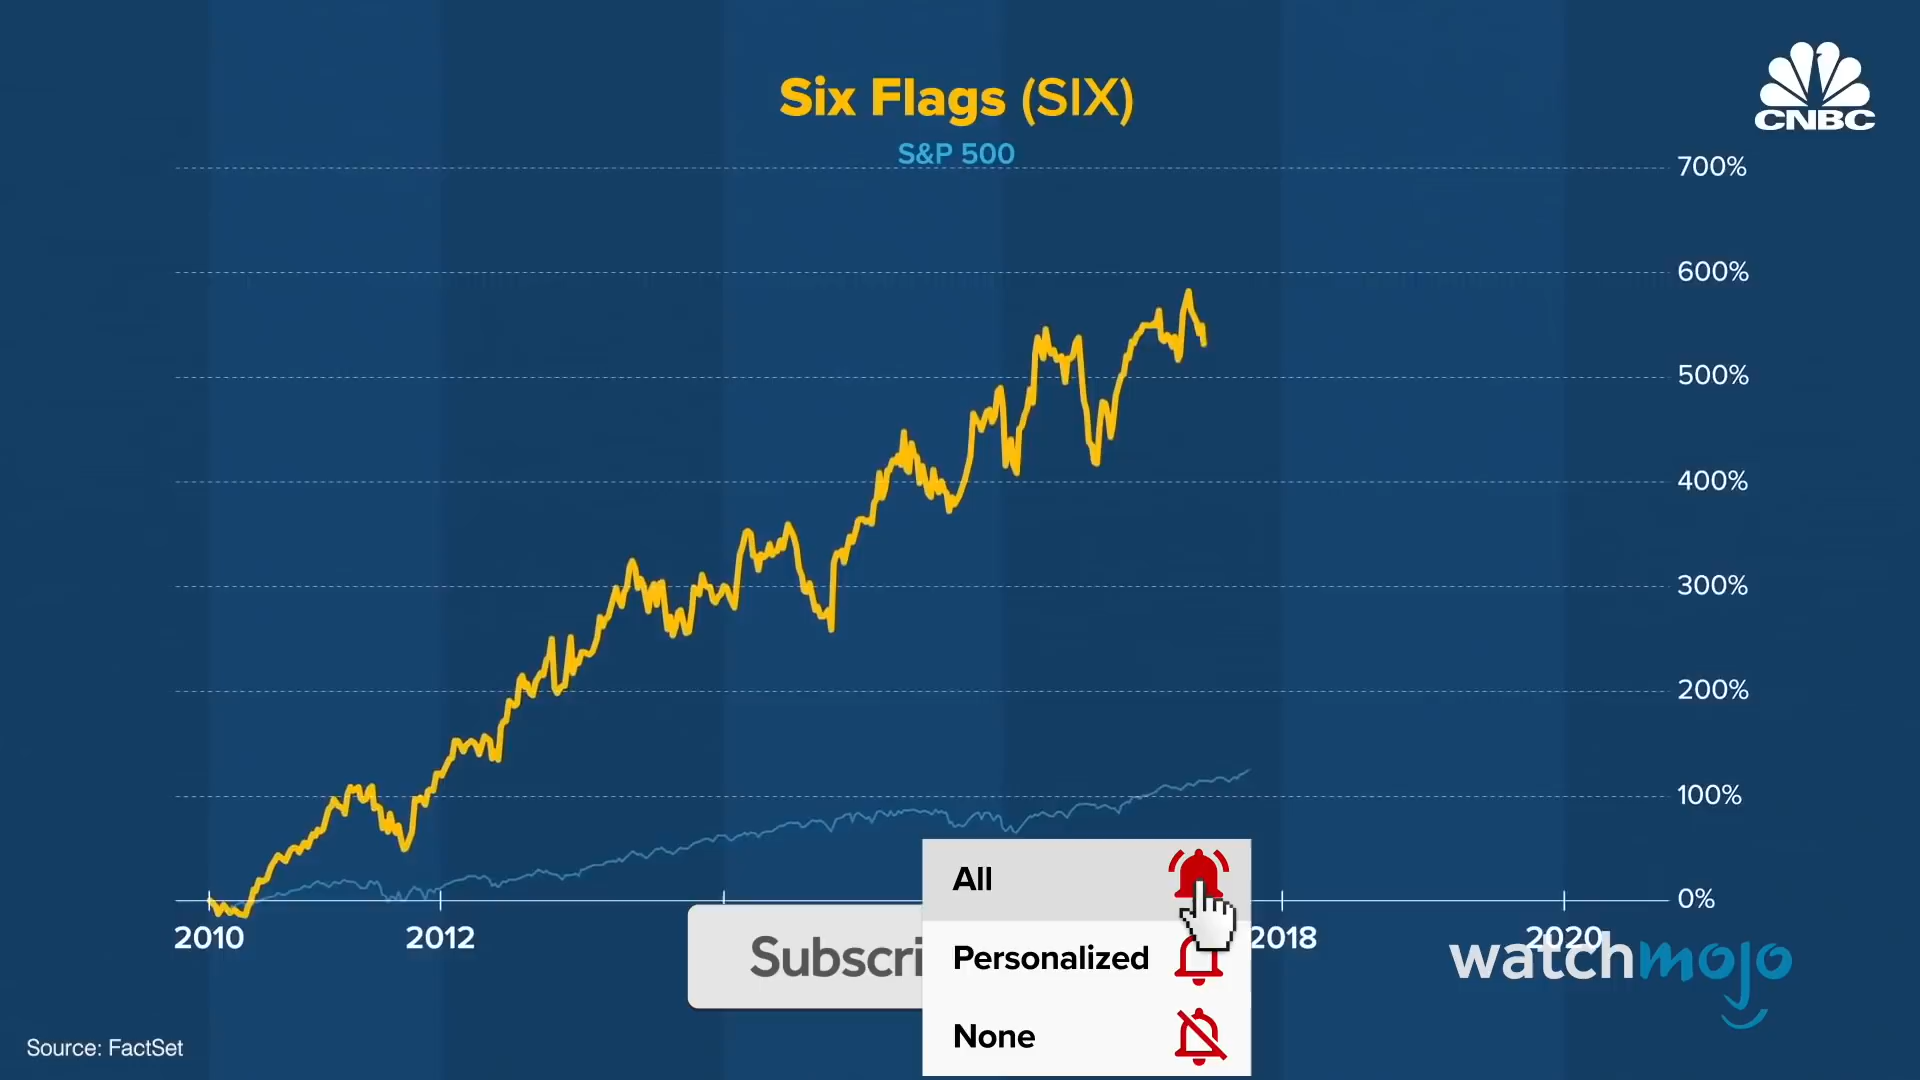 Six Flags (SIX)
S&P 500
CNBC
700%
600%
500%
400%
300%
200%
100%
0%
2010 2012 2018 2020
All
Subscri
Personalized
None
watchmojo
Source: FactSet